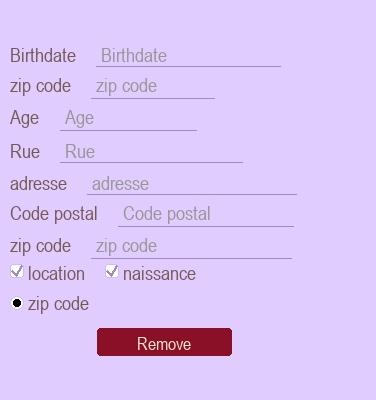 Birthdate Birthdate
zip code zip code
Age Age
Rue Rue
adresse adresse
Code postal Code postal
zip code zip code
location naissance
zip code
Remove